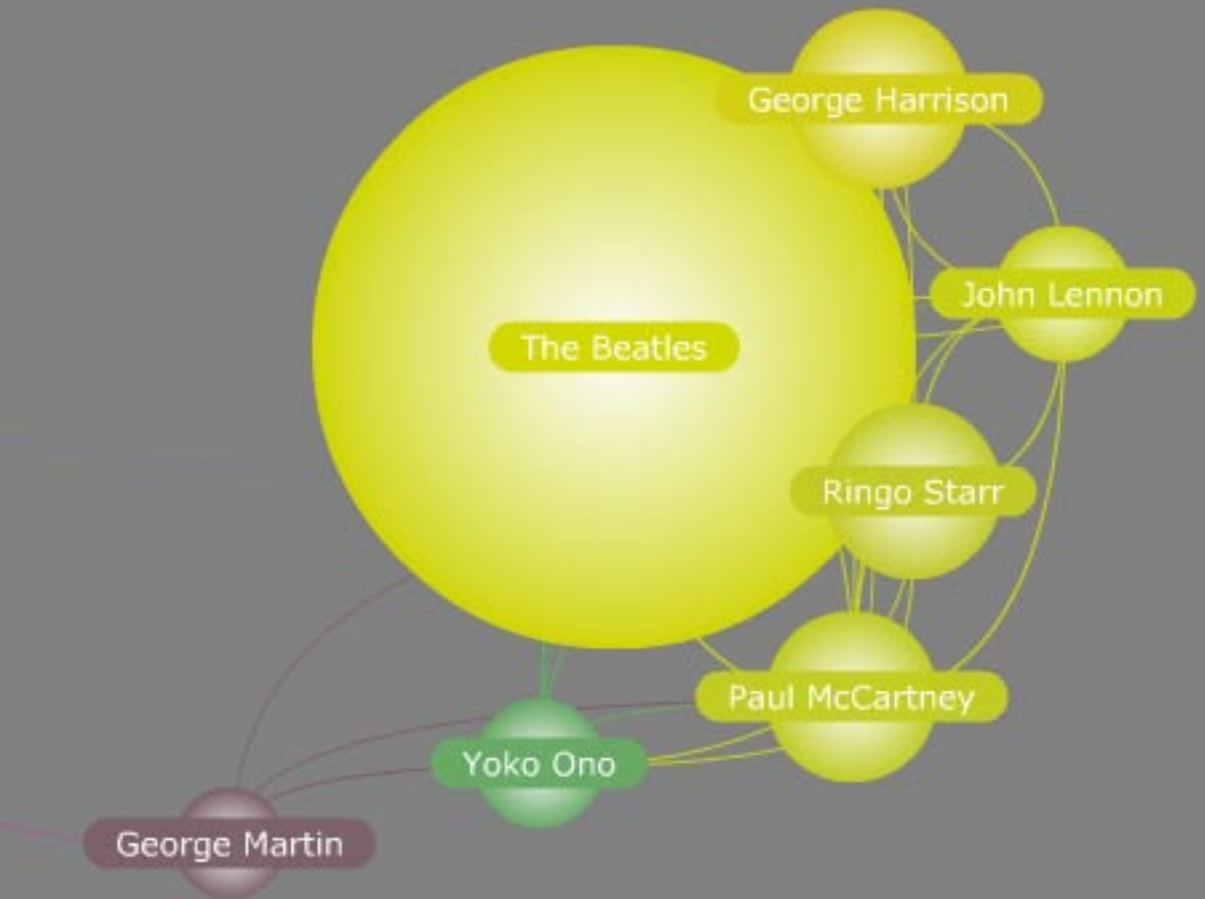 George Harrison
John Lennon
The Beatles
Ringo Starr
Paul McCartney
Yoko Ono
George Martin